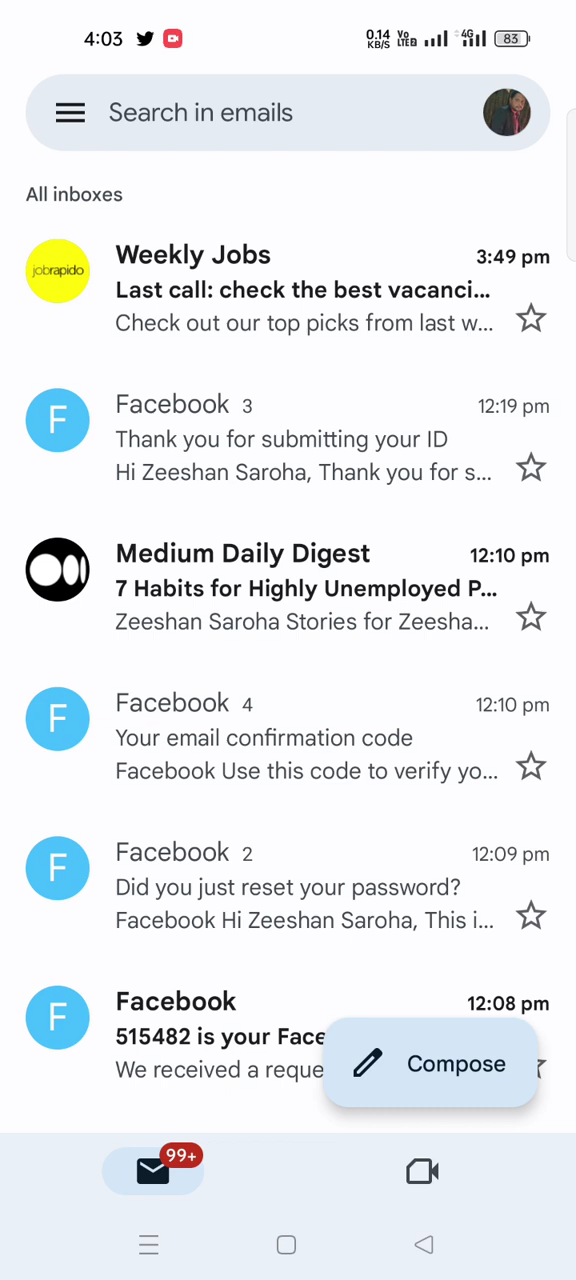 4:03
0.14 KB/S Vo LTE2 4G 83
Search in emails
All inboxes
jobrapido
Weekly Jobs 3:49 pm
Last call: check the best vacanci...
Check out our top picks from last w...
F Facebook 3 12:19 pm
Thank you for submitting your ID
Hi Zeeshan Saroha, Thank you for s...
Medium Daily Digest 12:10 pm
7 Habits for Highly Unemployed P...
Zeeshan Saroha Stories for Zeesha...
F Facebook 4 12:10 pm
Your email confirmation code
Facebook Use this code to verify yo...
F Facebook 2 12:09 pm
Did you just reset your password?
Facebook Hi Zeeshan Saroha, This i...
F Facebook 12:08 pm
515482 is your Face
We received a reque
Compose
99+